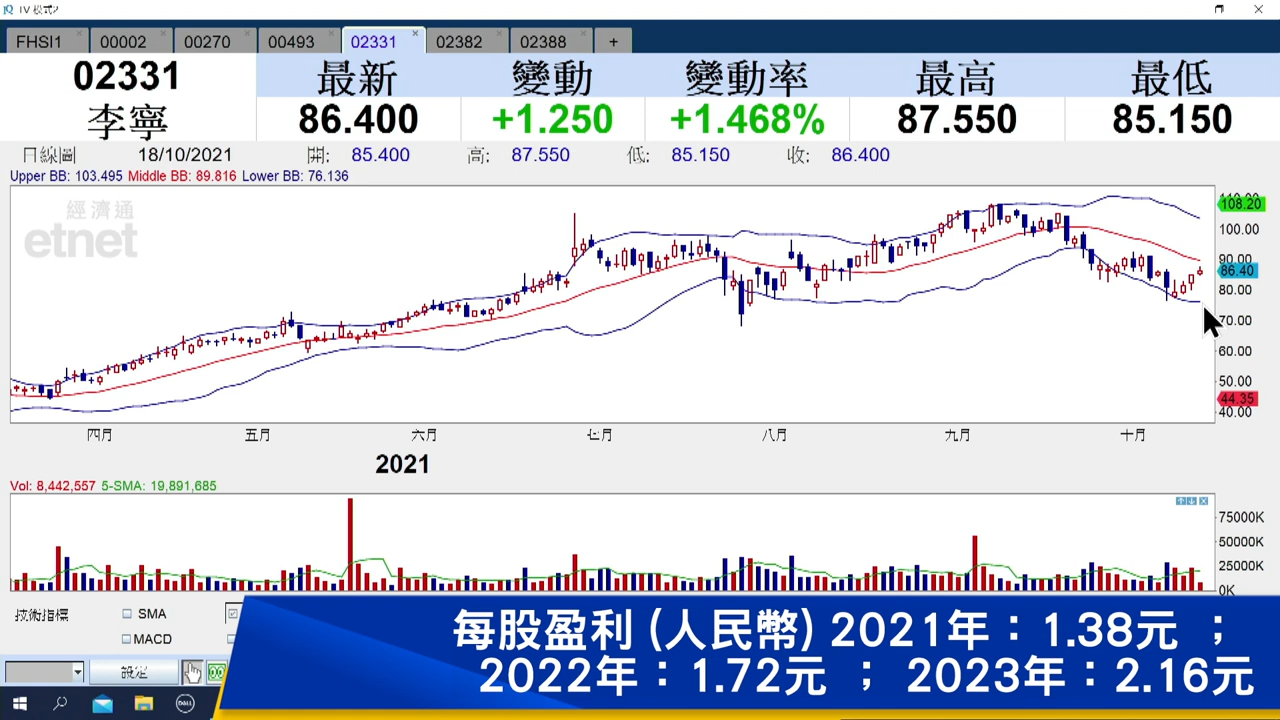 TV 模式2
FHSI1 00002 00270 00493 02331 02382 02388 +
02331 最新 變動 變動率 最高 最低
李寧 86.400 +1.250 +1.468% 87.550 85.150
日線圖 18/10/2021 開: 85.400 高: 87.550 低: 85.150 收: 86.400
Upper BB: 103.495 Middle BB: 89.816 Lower BB: 76.136
經濟通
etnet
108.20
100.00
90.00
86.40
80.00
70.00
60.00
50.00
44.35
40.00
四月 五月 六月 七月 八月 九月 十月
2021
Vol: 8,442,557 5-SMA: 19,891,685
75000K
50000K
25000K
0K
技術指標 SMA
MACD
設定
DELL
每股盈利 (人民幣) 2021年：1.38元 ；
2022年：1.72元 ； 2023年：2.16元